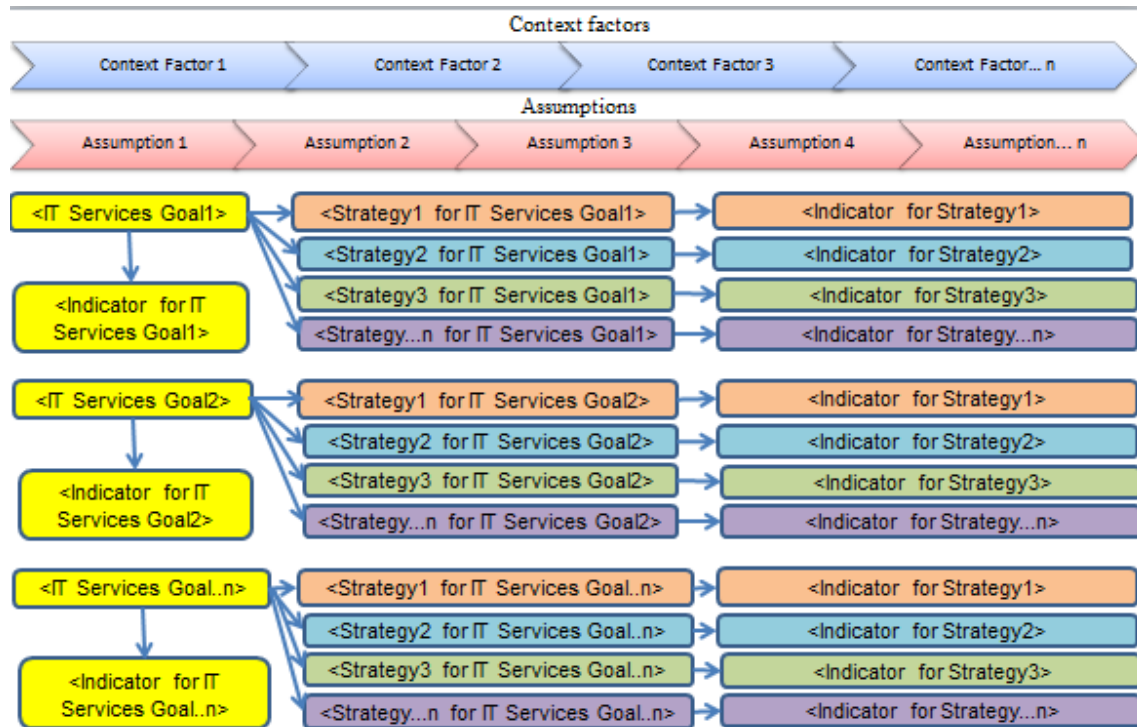 Context factors
Context Factor 1
Context Factor 2
Context Factor 3
Context Factor... n
Assumptions
Assumption 1
Assumption 2
Assumption 3
Assumption 4
Assumption... n
<IT Services Goal1>
<Strategy1 for IT Services Goal1>
<Indicator for Strategy1>
<Strategy2 for IT Services Goal1>
<Indicator for Strategy2>
<Indicator for IT
Services Goal1>
<Strategy3 for IT Services Goal1>
<Indicator for Strategy3>
<Strategy...n for IT Services Goal1>
<Indicator for Strategy...n>
<IT Services Goal2>
<Strategy1 for IT Services Goal2>
<Indicator for Strategy1>
<Strategy2 for IT Services Goal2>
<Indicator for Strategy2>
<Indicator for IT
Services Goal2>
<Strategy3 for IT Services Goal2>
<Indicator for Strategy3>
<Strategy...n for IT Services Goal2>
<Indicator for Strategy...n>
<IT Services Goal..n>
<Strategy1 for IT Services Goal..n>
<Indicator for Strategy1>
<Strategy2 for IT Services Goal..n>
<Indicator for Strategy2>
<Indicator for IT
Services Goal..n>
<Strategy3 for IT Services Goal..n>
<Indicator for Strategy3>
<Strategy...n for IT Services Goal..n>
<Indicator for Strategy...n>